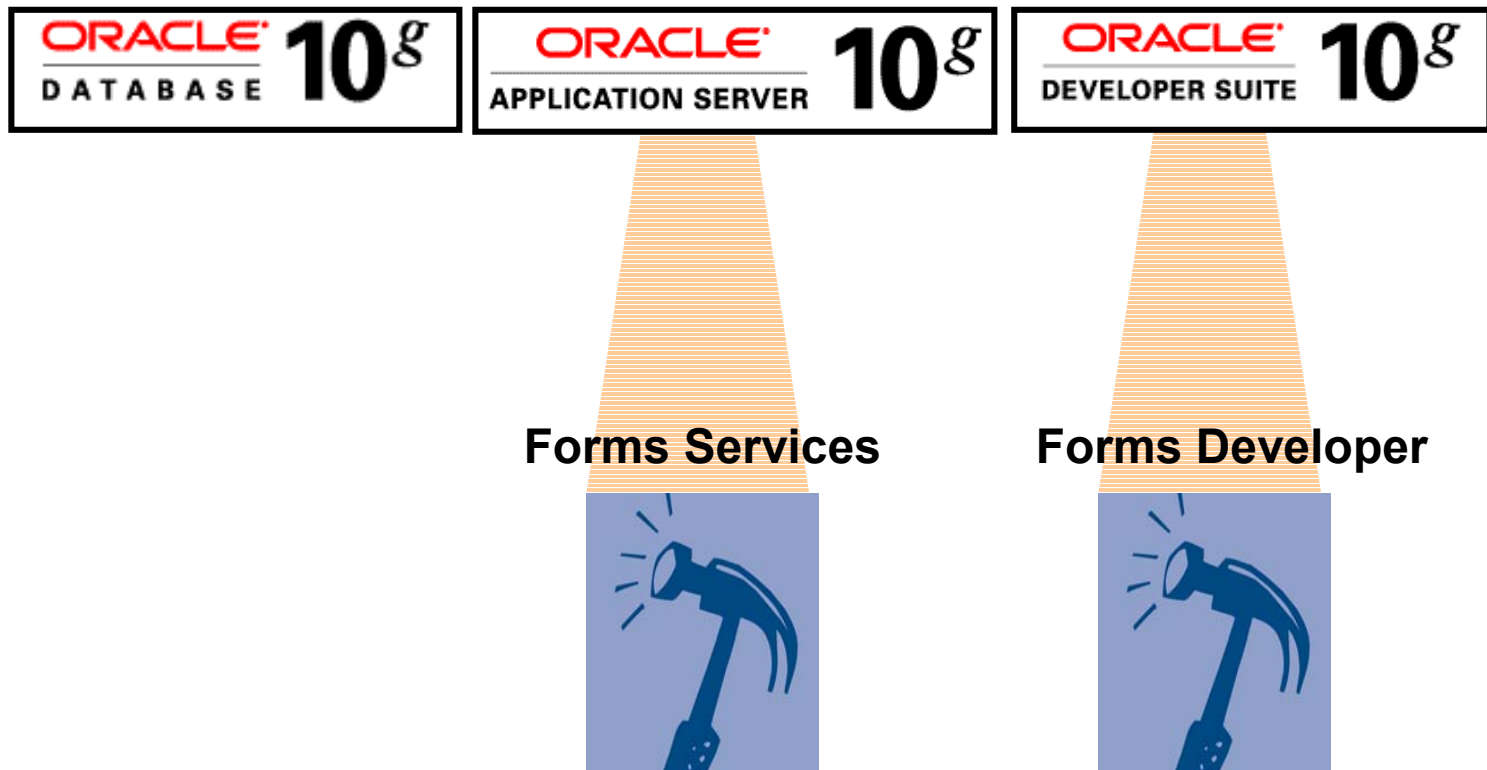 ORACLE DATABASE 10g
ORACLE APPLICATION SERVER 10g
ORACLE DEVELOPER SUITE 10g
Forms Services
Forms Developer